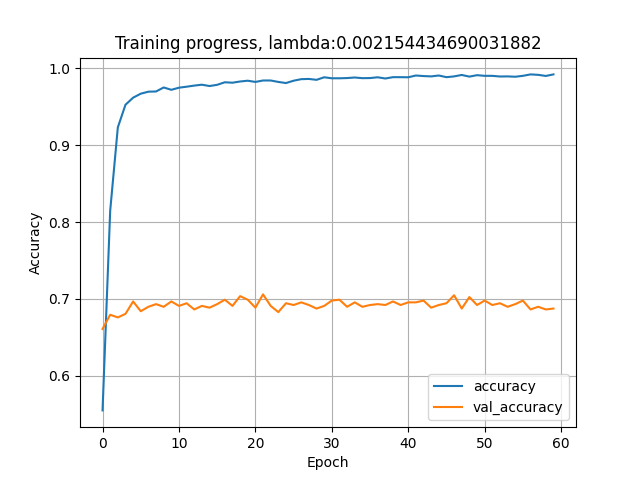 Training progress, lambda:0.002154434690031882
1.0
0.9
0.8
0.7
0.6
Accuracy
0 10 20 30 40 50 60
Epoch
accuracy
val_accuracy